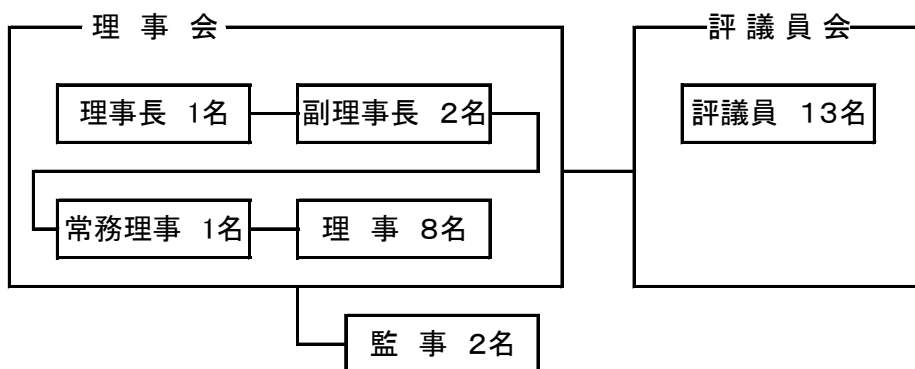 理 事 会
評 議 員 会
理事長 1名
副理事長 2名
評議員 13名
常務理事 1名
理 事 8名
監 事 2名